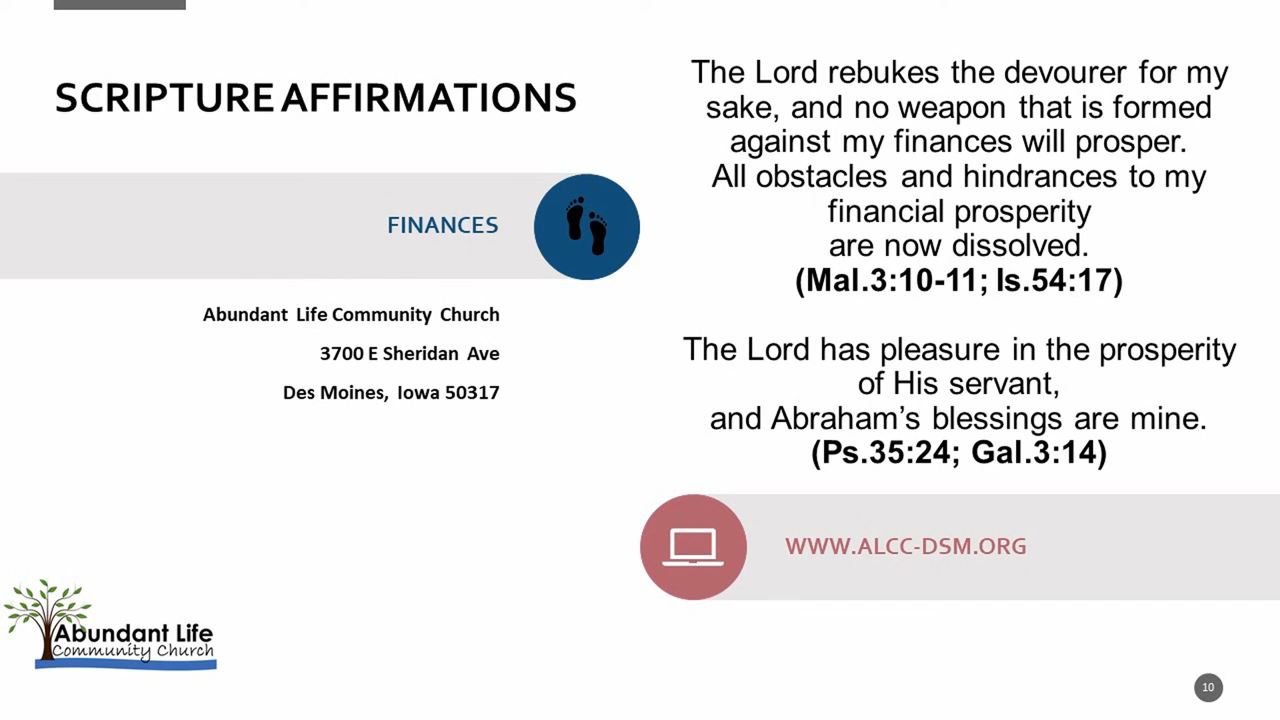 SCRIPTURE AFFIRMATIONS
FINANCES
Abundant Life Community Church
3700 E Sheridan Ave
Des Moines, Iowa 50317
The Lord rebukes the devourer for my
sake, and no weapon that is formed
against my finances will prosper.
All obstacles and hindrances to my
financial prosperity
are now dissolved.
(Mal.3:10-11; Is.54:17)
The Lord has pleasure in the prosperity
of His servant,
and Abraham’s blessings are mine.
(Ps.35:24; Gal.3:14)
WWW.ALCC-DSM.ORG
Abundant Life
Community Church
10